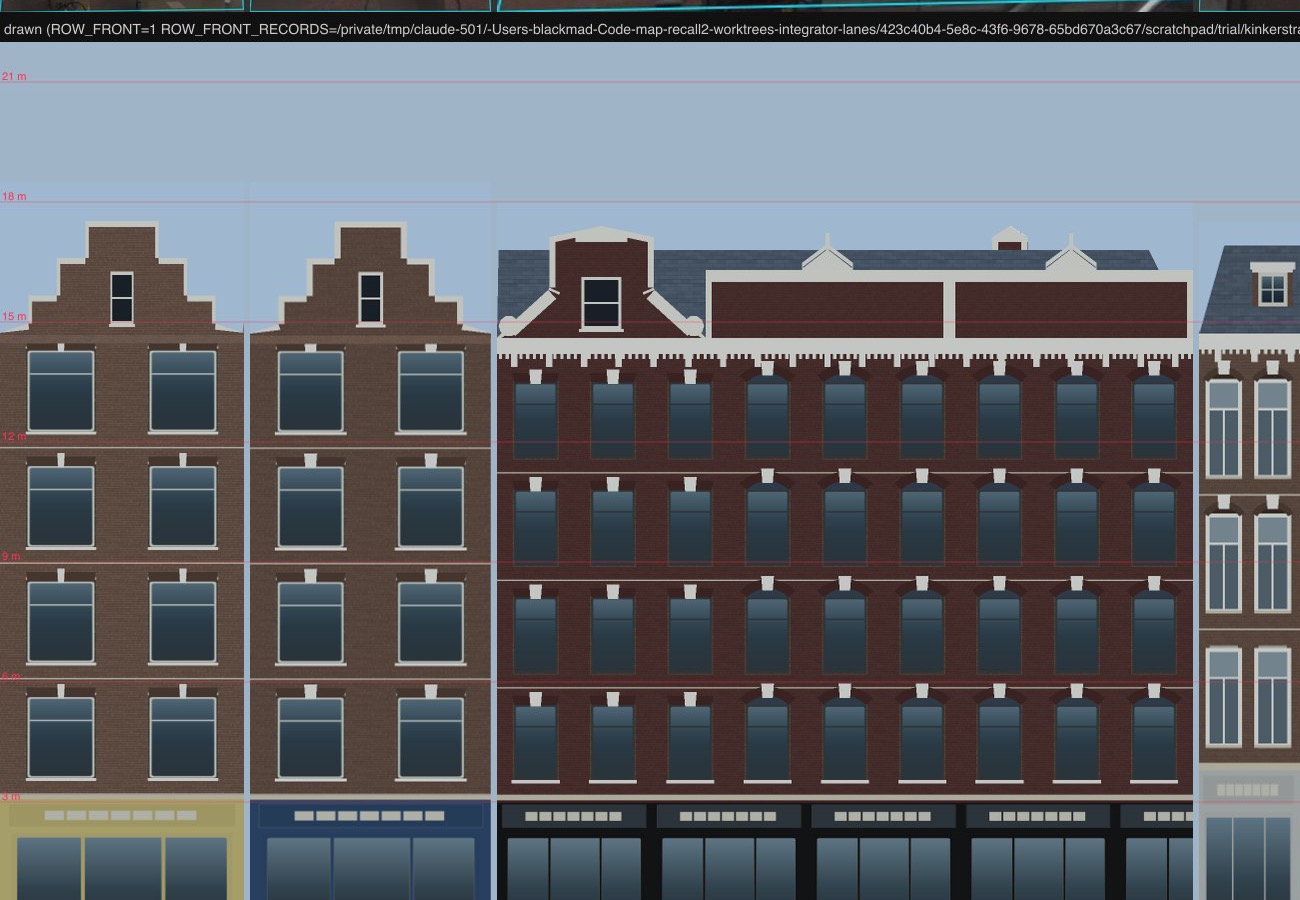 drawn (ROW_FRONT=1 ROW_FRONT_RECORDS=/private/tmp/claude-501/-Users-blackmad-Code-map-recall2-worktrees-integrator-lanes/423c40b4-5e8c-43f6-9678-65bd670a3c67/scratchpad/trial/kinkerstra
21 m
18 m
15 m
12 m
9 m
6 m
3 m